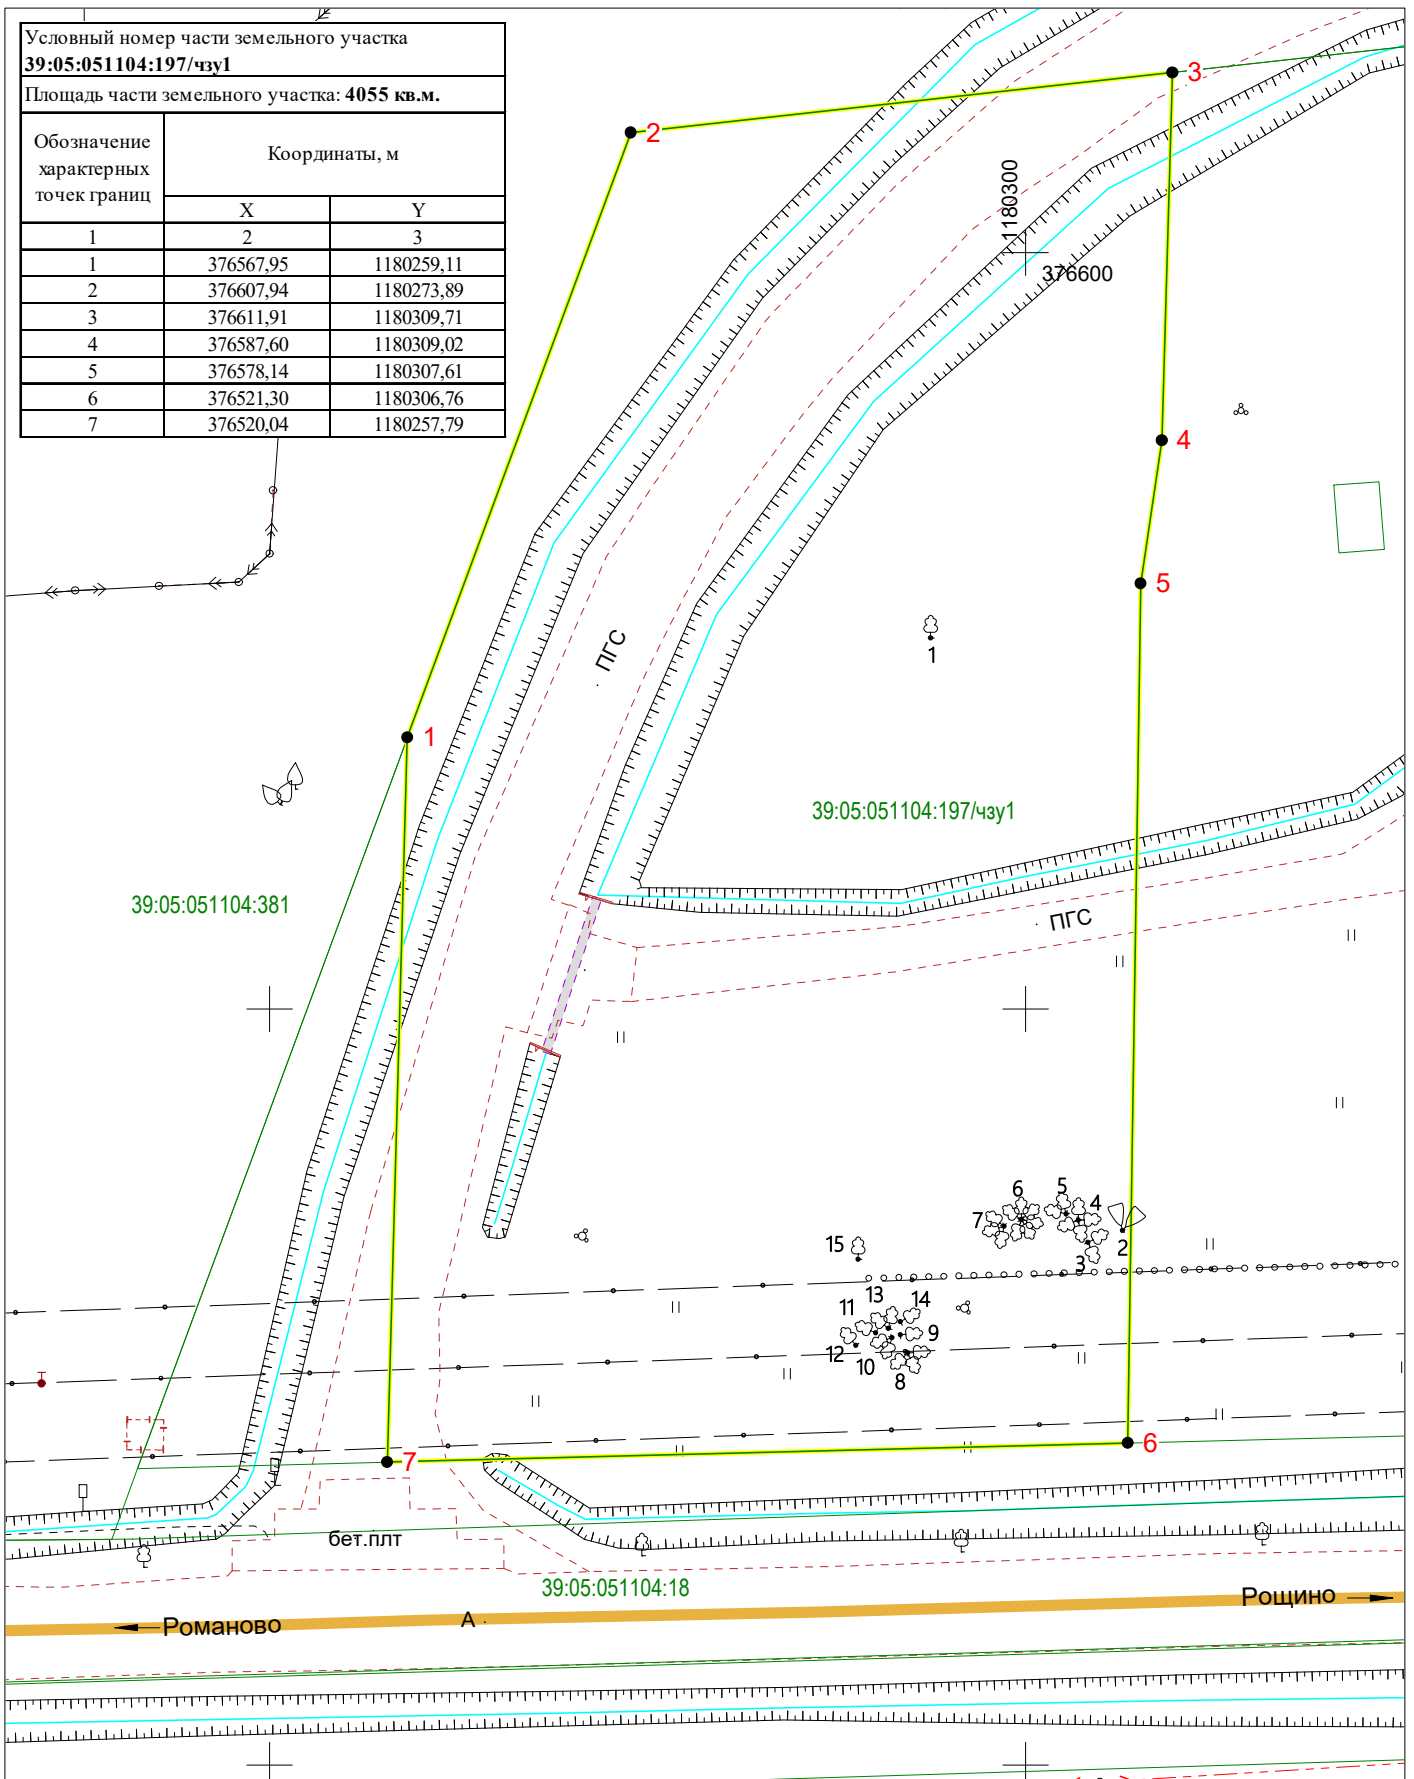 Условный номер части земельного участка
39:05:051104:197/чзу1
Площадь части земельного участка: 4055 кв.м.
Обозначение характерных точек границ
Координаты, м
X Y
1 2 3
1 376567,95 1180259,11
2 376607,94 1180273,89
3 376611,91 1180309,71
4 376587,60 1180309,02
5 376578,14 1180307,61
6 376521,30 1180306,76
7 376520,04 1180257,79
3
2
1180300
376600
4
5
ПГС
1
1
39:05:051104:197/чзу1
39:05:051104:381
ПГС
6
5
4
7
3
2
15
13
14
11
9
12
10
8
6
7
бет.плт
39:05:051104:18
Рощино
Романово
А